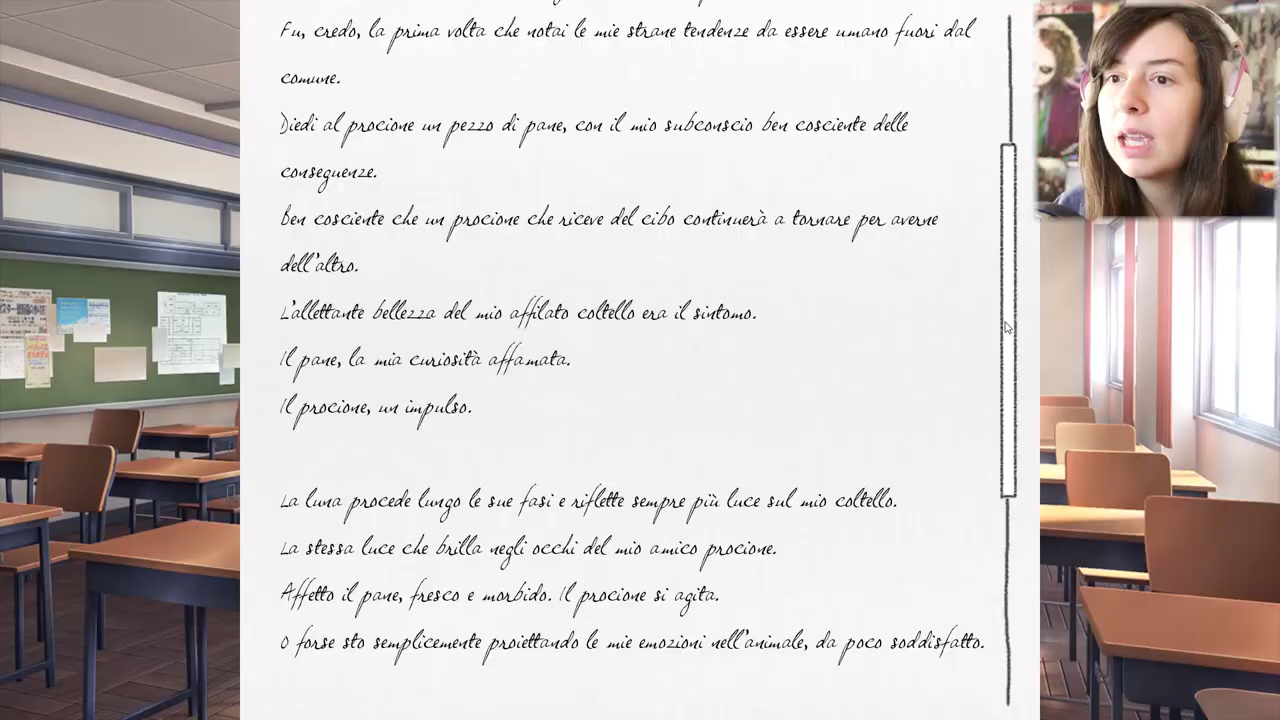 Fu, credo, la prima volta che notai le mie strane tendenze da essere umano fuori dal
comune.
Diedi al procione un pezzo di pane, con il mio subconscio ben cosciente delle
conseguenze.
Ben cosciente che un procione che riceve del cibo continuerà a tornare per averne
dell'altro.
L'allettante bellezza del mio affilato coltello era il sintomo.
Il pane, la mia curiosità affamata.
Il procione, un impulso.
La luna procede lungo le sue fasi e riflette sempre più luce sul mio coltello.
La stessa luce che brilla negli occhi del mio amico procione.
Affetto il pane, fresco e morbido. Il procione si agita.
O forse sto semplicemente proiettando le mie emozioni nell'animale, da poco soddisfatto.